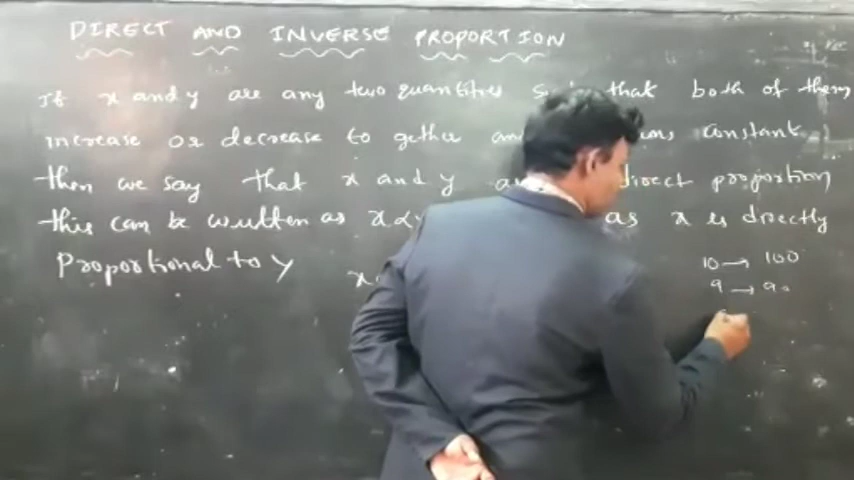 DIRECT AND INVERSE PROPORTION
If x and y are any two quantities that both of them
increase or decrease to gether constant
then we say that x and y direct proportion
this can be written as x α y as x is directly
Proportional to y x
10 → 100
9 → 90